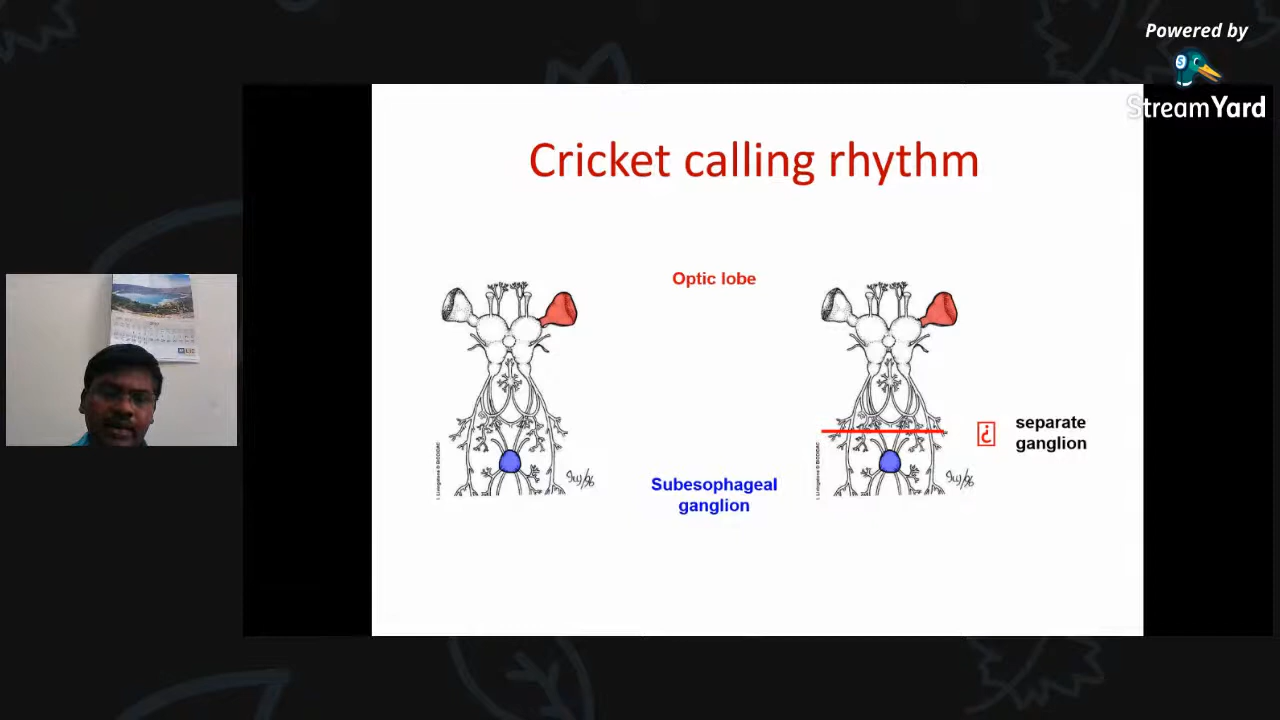 Powered by
StreamYard
Cricket calling rhythm
Optic lobe
separate
ganglion
Subesophageal
ganglion